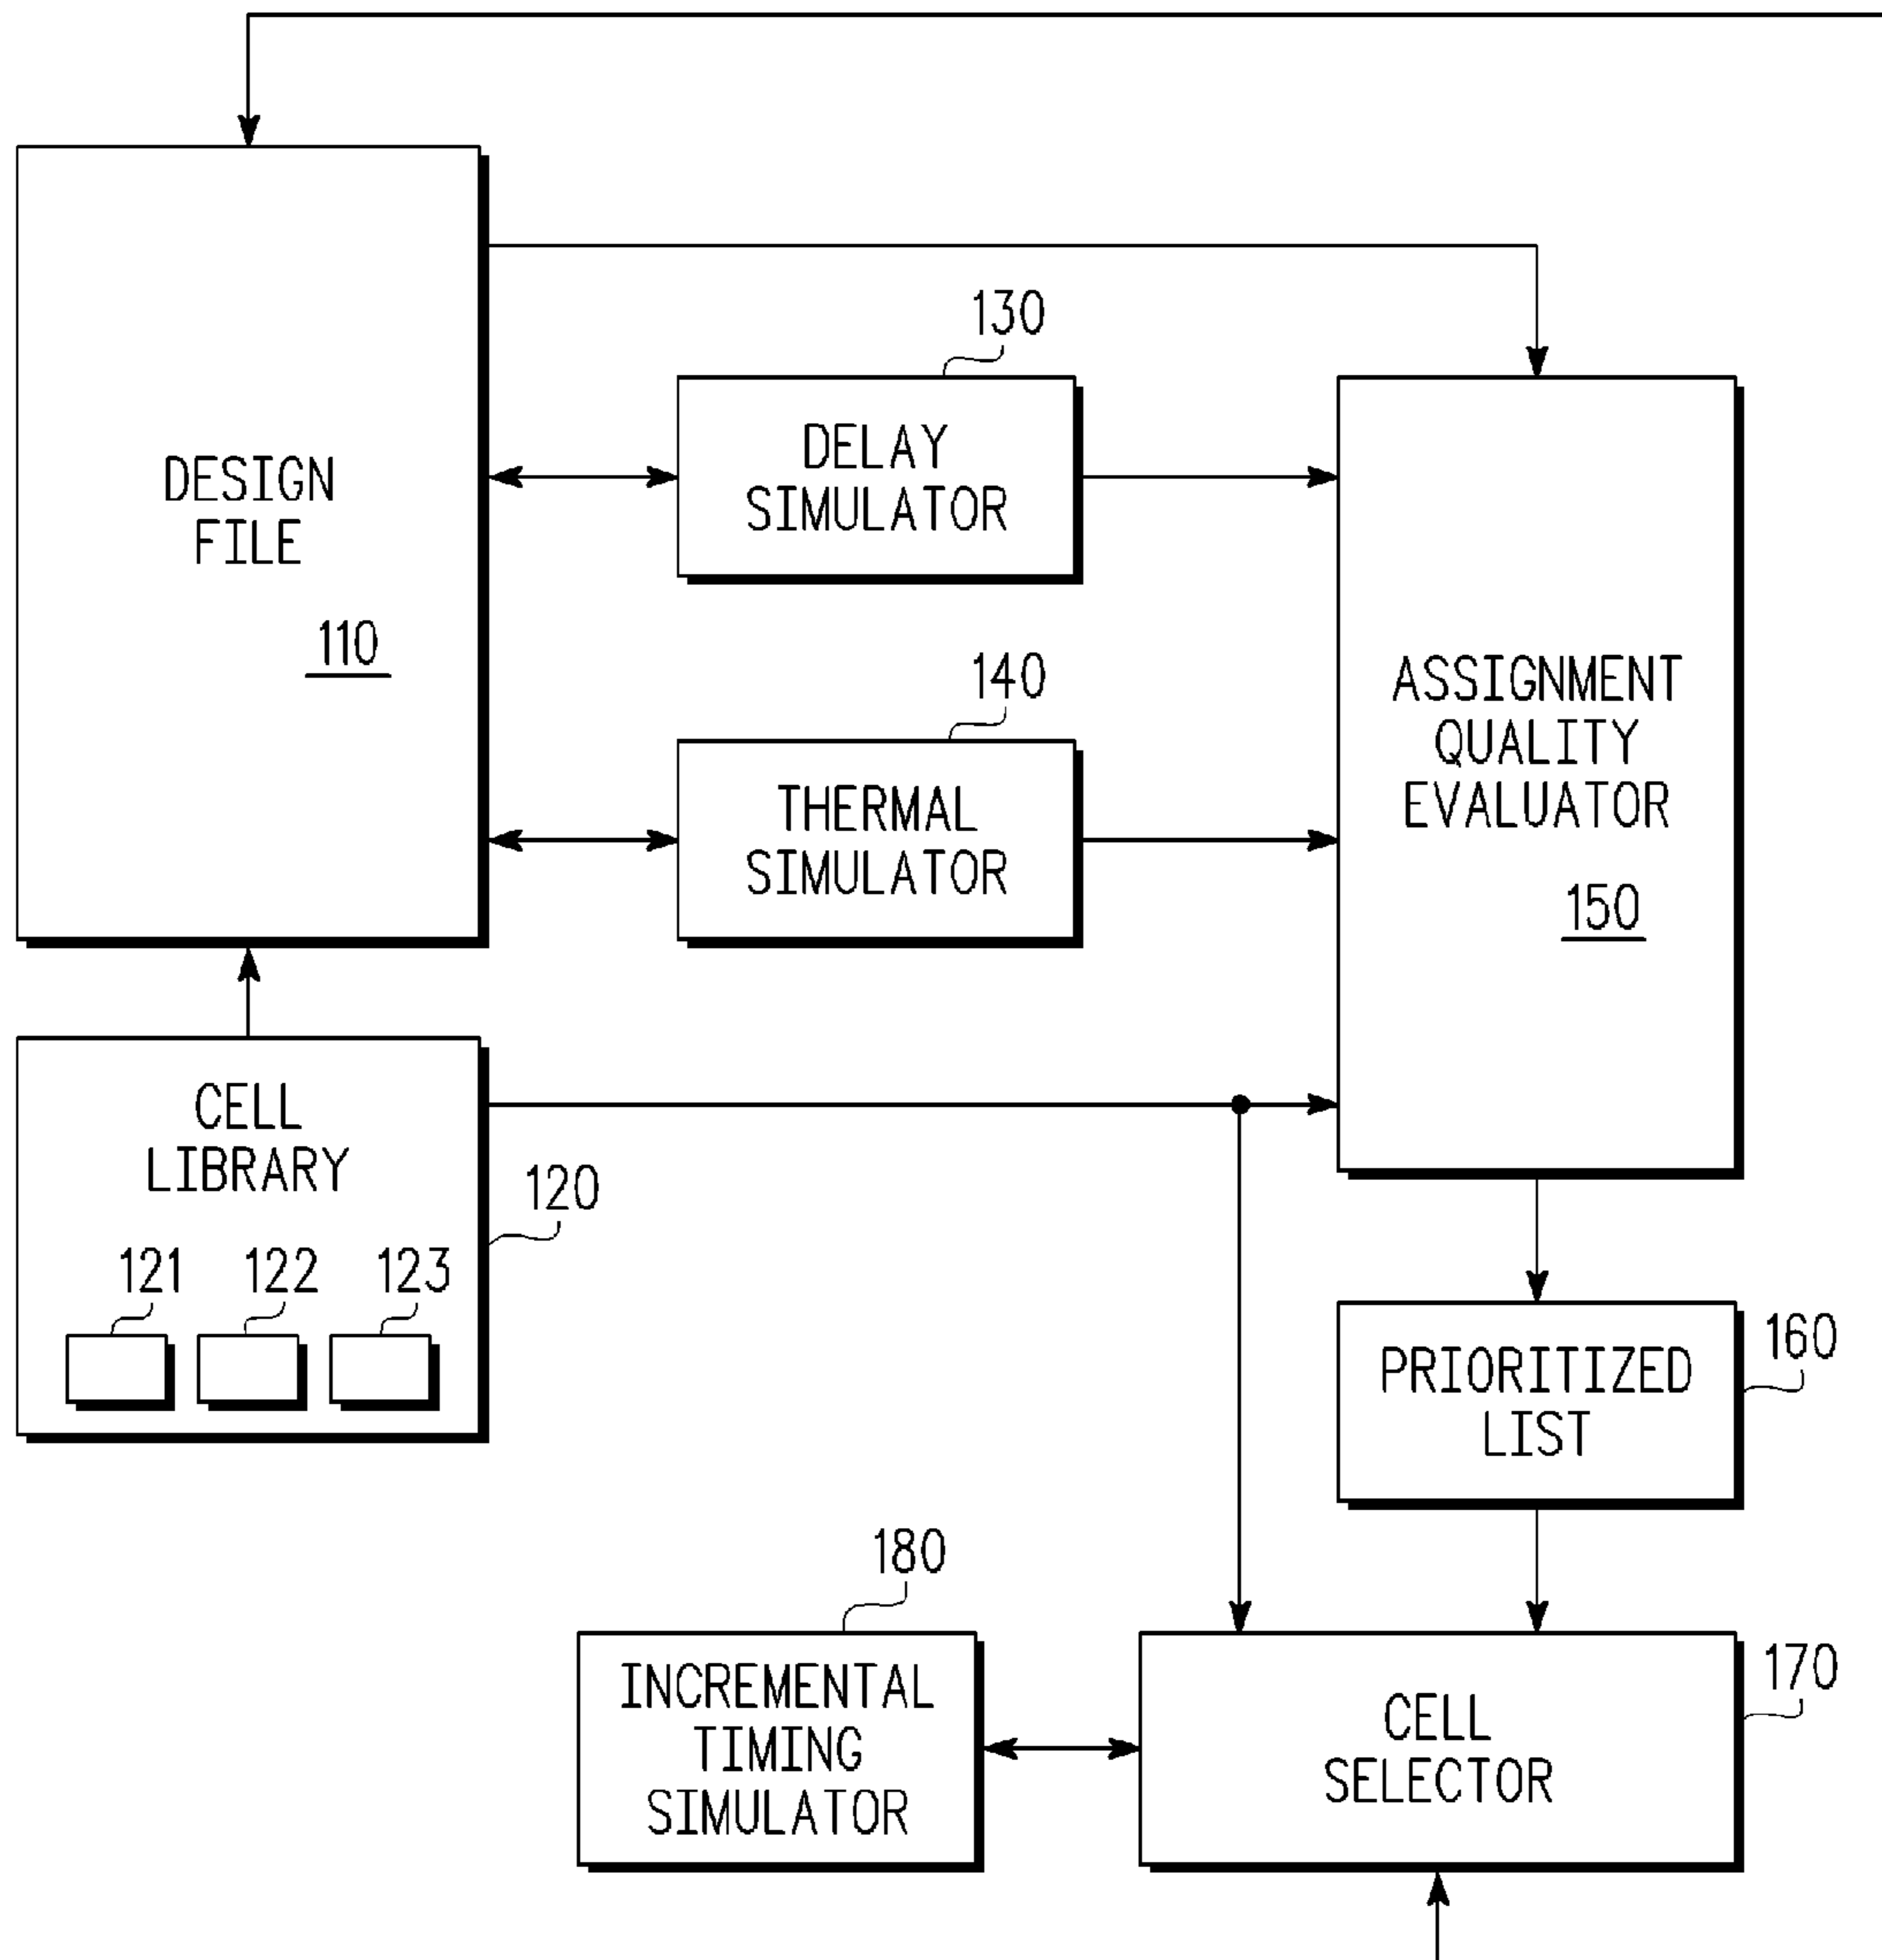 130
DELAY
SIMULATOR
DESIGN
FILE
110
140
THERMAL
SIMULATOR
ASSIGNMENT
QUALITY
EVALUATOR
150
CELL
LIBRARY
120
121 122 123
160
PRIORITIZED
LIST
180
INCREMENTAL
TIMING
SIMULATOR
170
CELL
SELECTOR